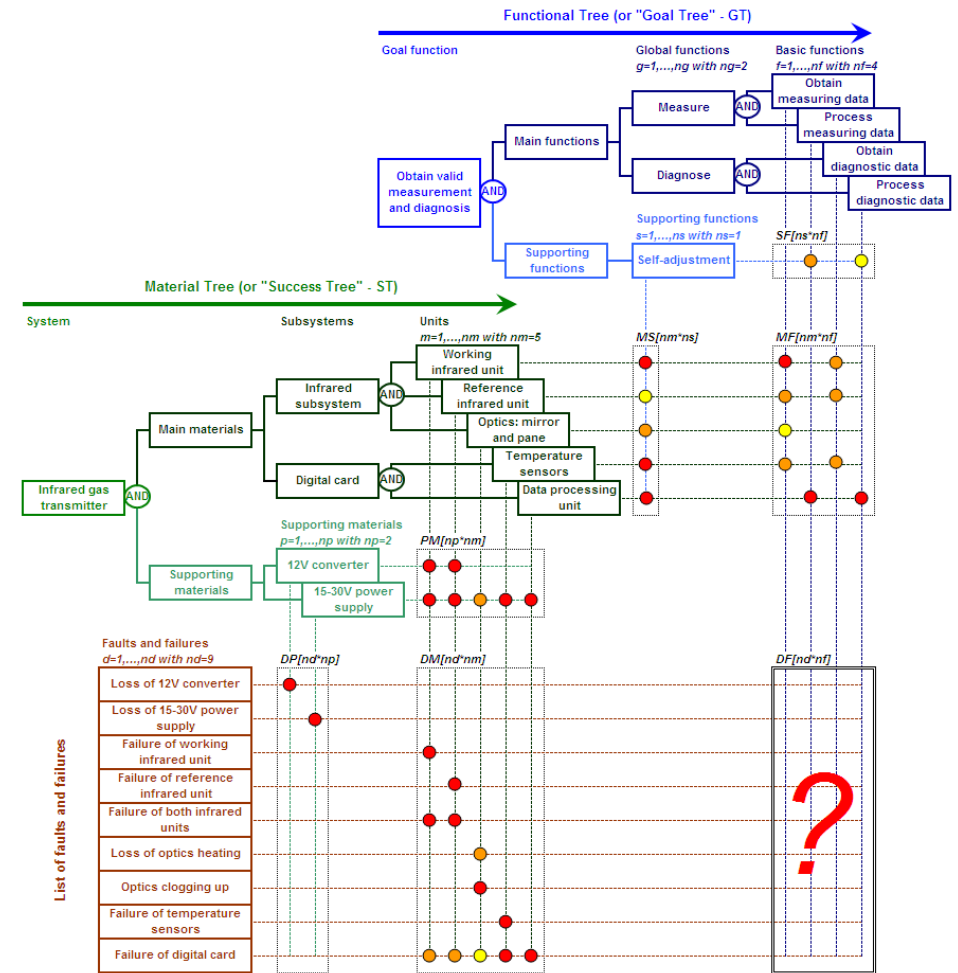 Functional Tree (or "Goal Tree" - GT)
Goal function
Global functions
g=1,...,ng with ng=2
Basic functions
f=1,...,nf with nf=4
Obtain
measuring data
Measure
AND
Process
measuring data
Main functions
Obtain
diagnostic data
Diagnose
AND
Process
diagnostic data
Obtain valid
measurement
and diagnosis
AND
Supporting functions
s=1,...,ns with ns=1
SF[ns*nf]
Supporting
functions
Self-adjustment
Material Tree (or "Success Tree" - ST)
System
Subsystems
Units
m=1,...,nm with nm=5
MS[nm*ns]
MF[nm*nf]
Working
infrared unit
Infrared
subsystem
AND
Reference
infrared unit
Optics: mirror
and pane
Main materials
Temperature
sensors
Digital card
AND
Data processing
unit
Infrared gas
transmitter
AND
Supporting materials
p=1,...,np with np=2
PM[np*nm]
12V converter
Supporting
materials
15-30V power
supply
Faults and failures
d=1,...,nd with nd=9
DP[nd*np]
DM[nd*nm]
DF[nd*nf]
List of faults and failures
Loss of 12V converter
Loss of 15-30V power
supply
Failure of working
infrared unit
Failure of reference
infrared unit
Failure of both infrared
units
Loss of optics heating
Optics clogging up
Failure of temperature
sensors
Failure of digital card
?